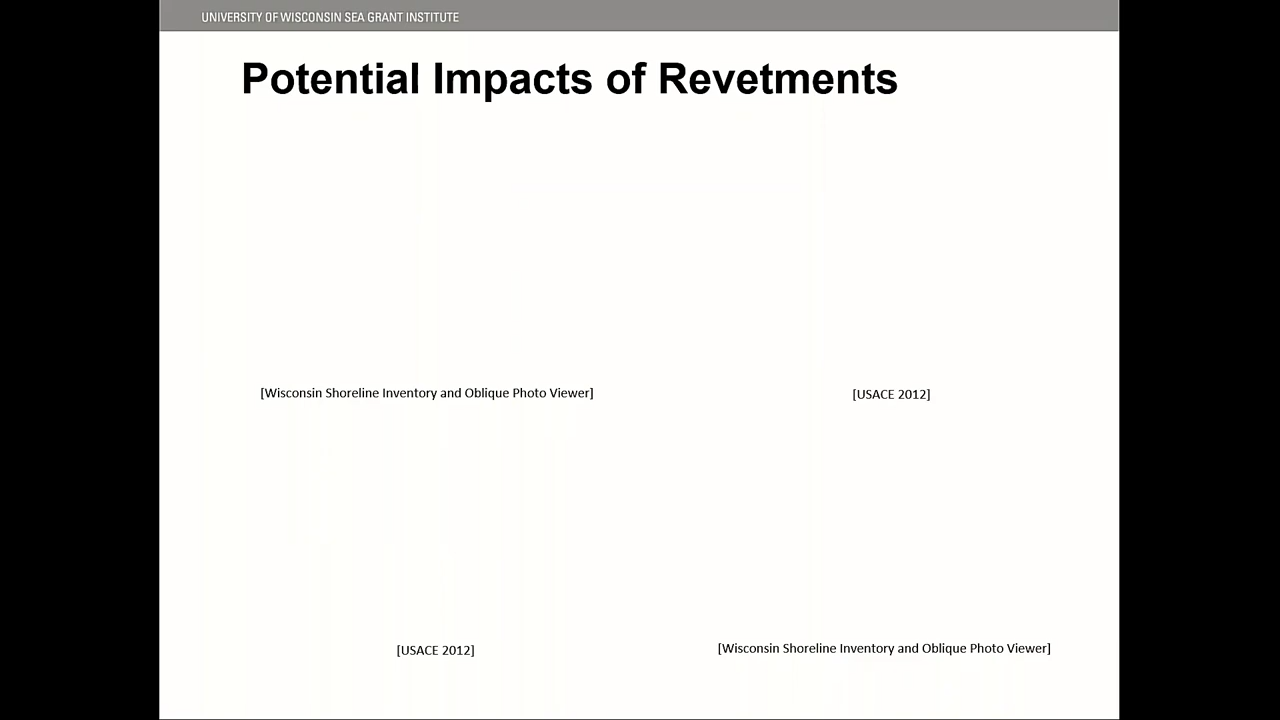 UNIVERSITY OF WISCONSIN SEA GRANT INSTITUTE
Potential Impacts of Revetments
[Wisconsin Shoreline Inventory and Oblique Photo Viewer]
[USACE 2012]
[USACE 2012]
[Wisconsin Shoreline Inventory and Oblique Photo Viewer]